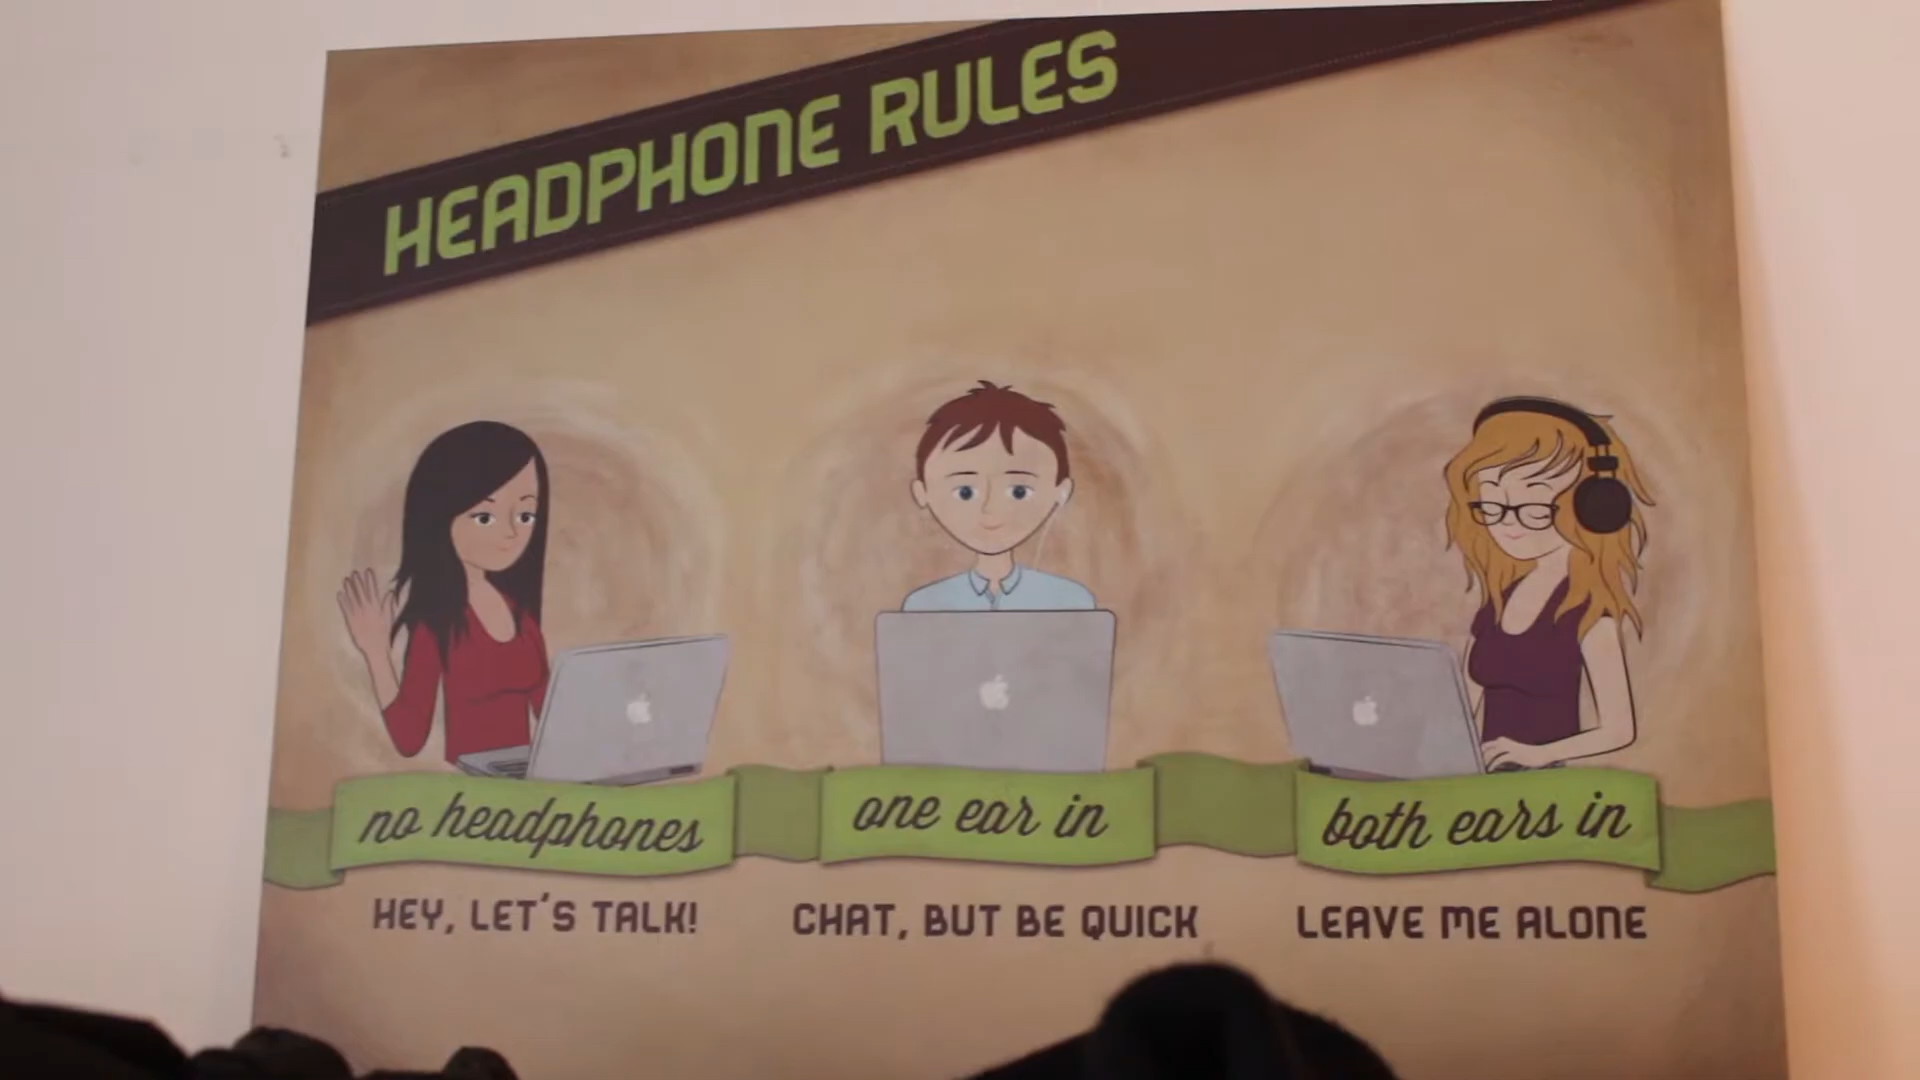 HEADPHONE RULES
no headphones
HEY, LET'S TALK!
one ear in
CHAT, BUT BE QUICK
both ears in
LEAVE ME ALONE